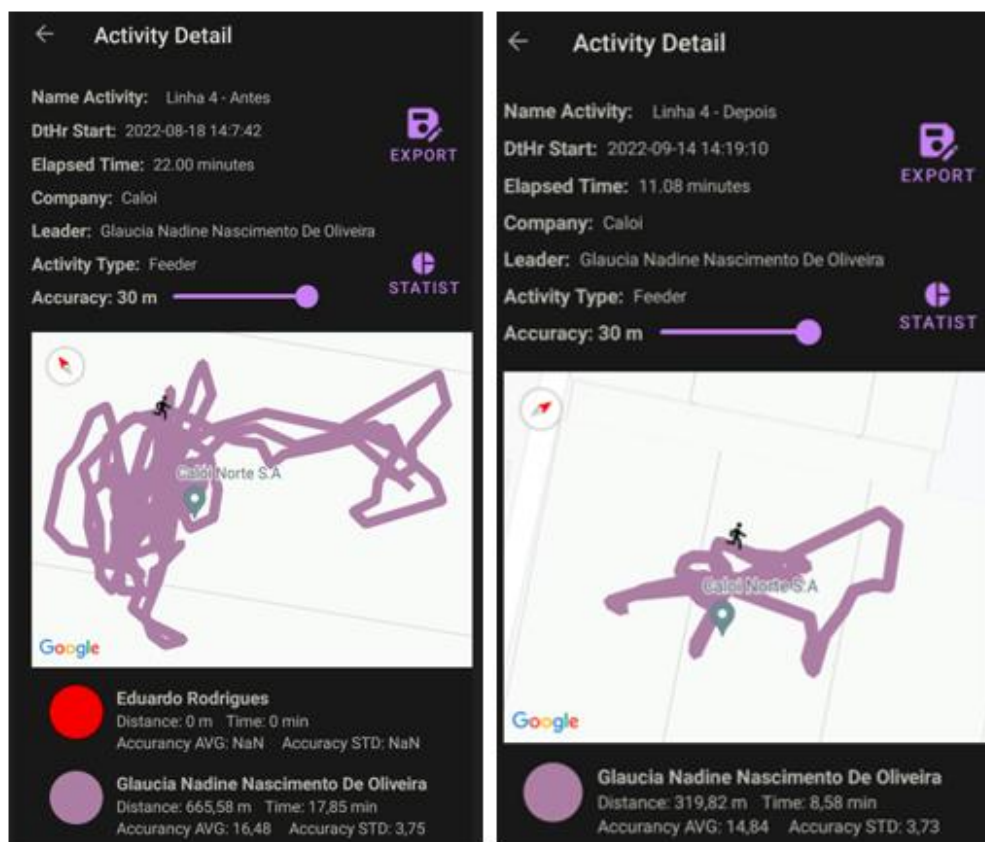 Activity Detail
Name Activity: Linha 4 - Antes
DtHr Start: 2022-08-18 14:7:42
Elapsed Time: 22.00 minutes
Company: Caloi
Leader: Glaucia Nadine Nascimento De Oliveira
Activity Type: Feeder
Accuracy: 30 m
EXPORT
STATIST
Caloi Norte S.A
Google
Eduardo Rodrigues
Distance: 0 m Time: 0 min
Accurancy AVG: NaN Accuracy STD: NaN
Glaucia Nadine Nascimento De Oliveira
Distance: 665,58 m Time: 17,85 min
Accurancy AVG: 16,48 Accuracy STD: 3,75
Activity Detail
Name Activity: Linha 4 - Depois
DtHr Start: 2022-09-14 14:19:10
Elapsed Time: 11.08 minutes
Company: Caloi
Leader: Glaucia Nadine Nascimento De Oliveira
Activity Type: Feeder
Accuracy: 30 m
EXPORT
STATIST
Caloi Norte S.A
Google
Glaucia Nadine Nascimento De Oliveira
Distance: 319,82 m Time: 8,58 min
Accurancy AVG: 14,84 Accuracy STD: 3,73